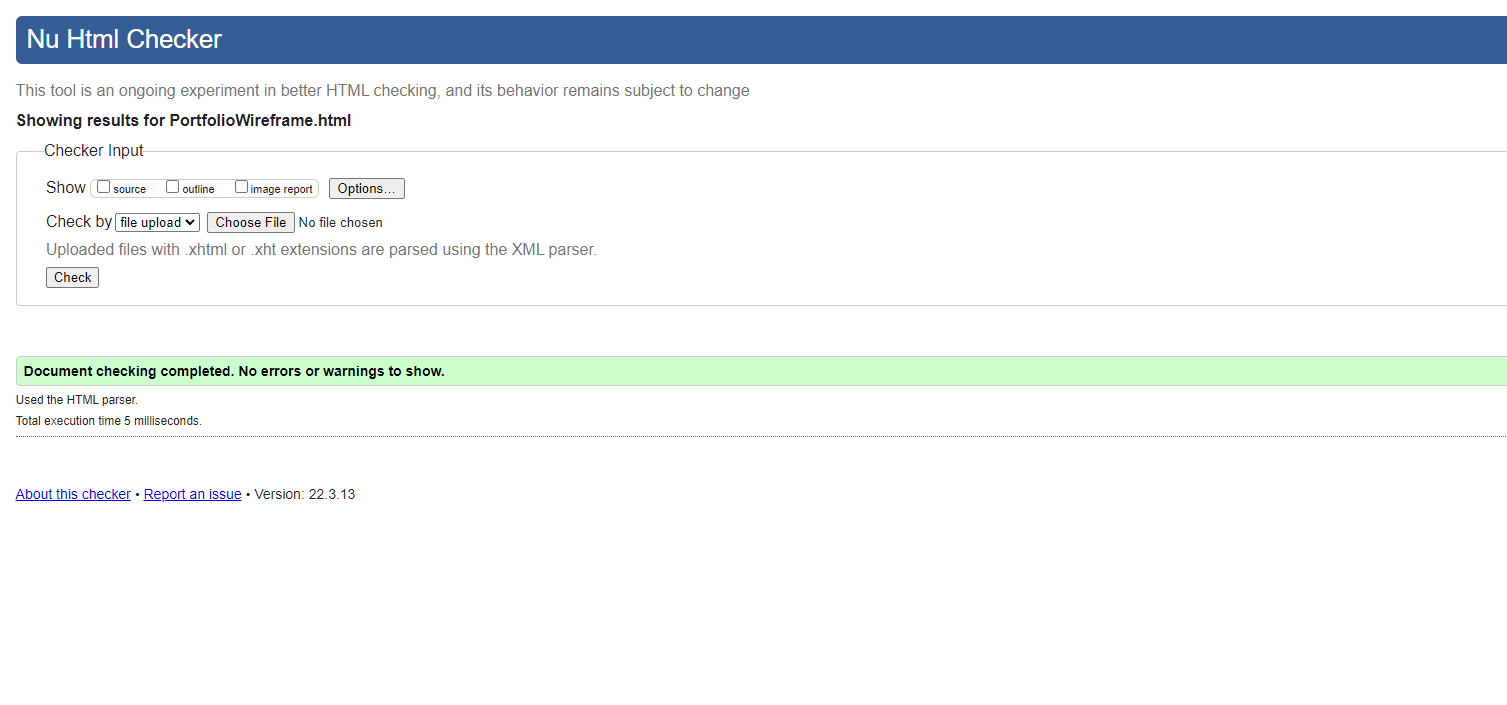 Nu Html Checker
This tool is an ongoing experiment in better HTML checking, and its behavior remains subject to change
Showing results for PortfolioWireframe.html
Checker Input
Show source outline image report Options...
Check by file upload Choose File No file chosen
Uploaded files with .xhtml or .xht extensions are parsed using the XML parser.
Check
Document checking completed. No errors or warnings to show.
Used the HTML parser.
Total execution time 5 milliseconds.
About this checker • Report an issue • Version: 22.3.13